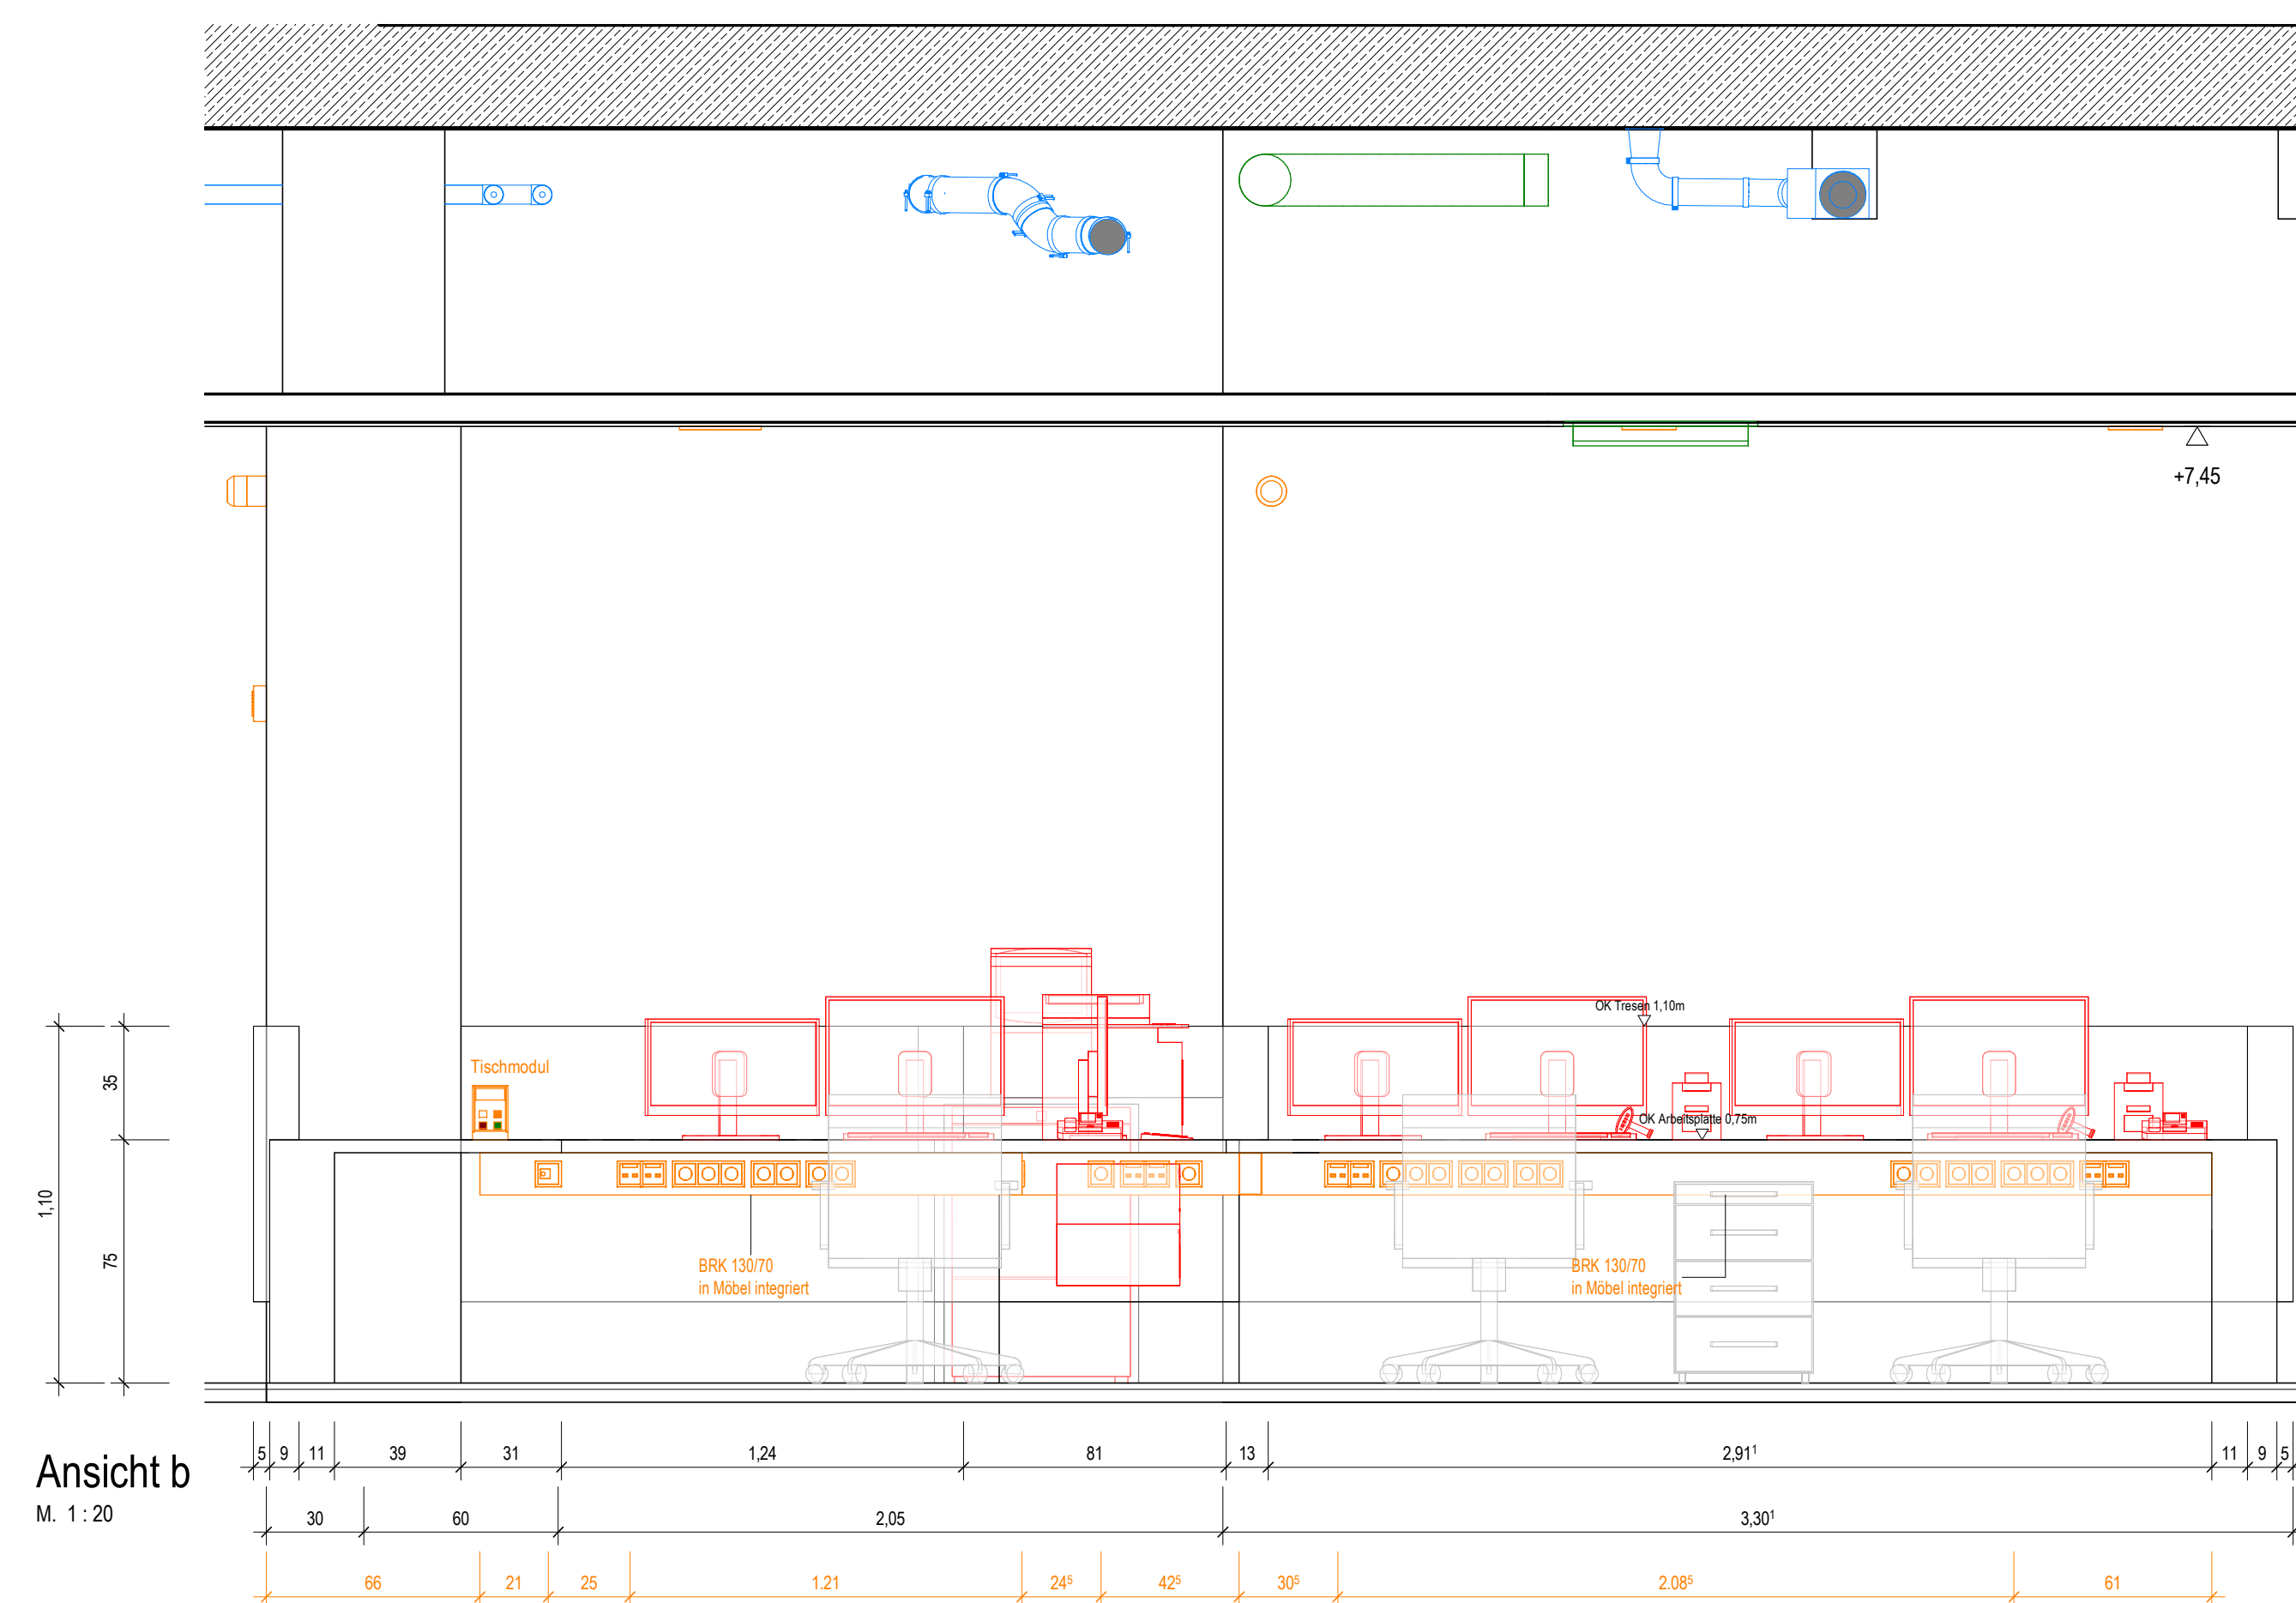 +7,45
OK Tresen 1,10m
Tischmodul
35
OK Arbeitsplatte 0,75m
1,10
75
BRK 130/70
in Möbel integriert
BRK 130/70
in Möbel integriert
Ansicht b
M. 1 : 20
5 9 11 39 31 1,24 81 13 2,91¹ 11 9 5
30 60 2,05 3,30¹
66 21 25 1.21 24⁵ 42⁵ 30⁵ 2.08⁵ 61